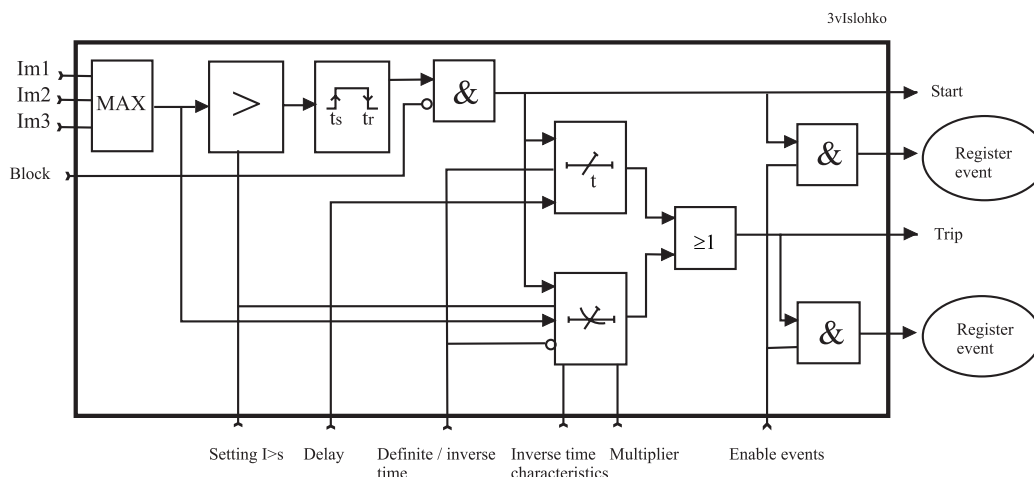 3vIslohko
Im1
Im2
Im3
MAX
>
ts tr
&
Start
Block
t
&
Register
event
≥1
Trip
&
Register
event
Setting I>s
Delay
Definite / inverse
time
Inverse time
characteristics
Multiplier
Enable events